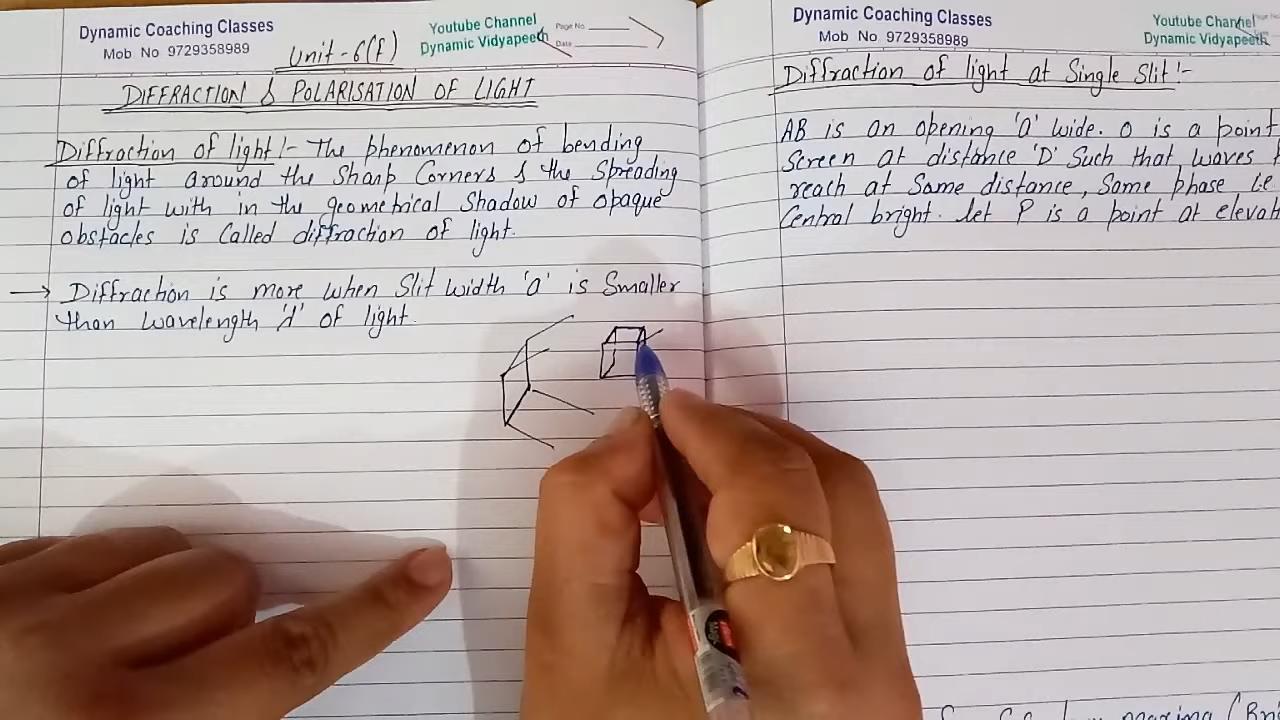 Dynamic Coaching Classes
Mob No 9729358989
Youtube Channel
Dynamic Vidyapeeth
Page No.
Date
Unit-6(F)
DIFFRACTION & POLARISATION OF LIGHT
Diffraction of light:- The phenomenon of bending
of light around the Sharp Corners & the Spreading
of light with in the geometrical Shadow of opaque
obstacles is Called diffraction of light.
→ Diffraction is more when Slit width 'a' is Smaller
than wavelength 'λ' of light.
Dynamic Coaching Classes
Mob No. 9729358989
Youtube Channel
Dynamic Vidyapeeth
Diffraction of light at Single Slit:-
AB is an opening 'a' wide. O is a point
Screen at distance 'D' Such that waves
reach at Same distance, Same phase, i.e
Central bright. let P is a point at elevat